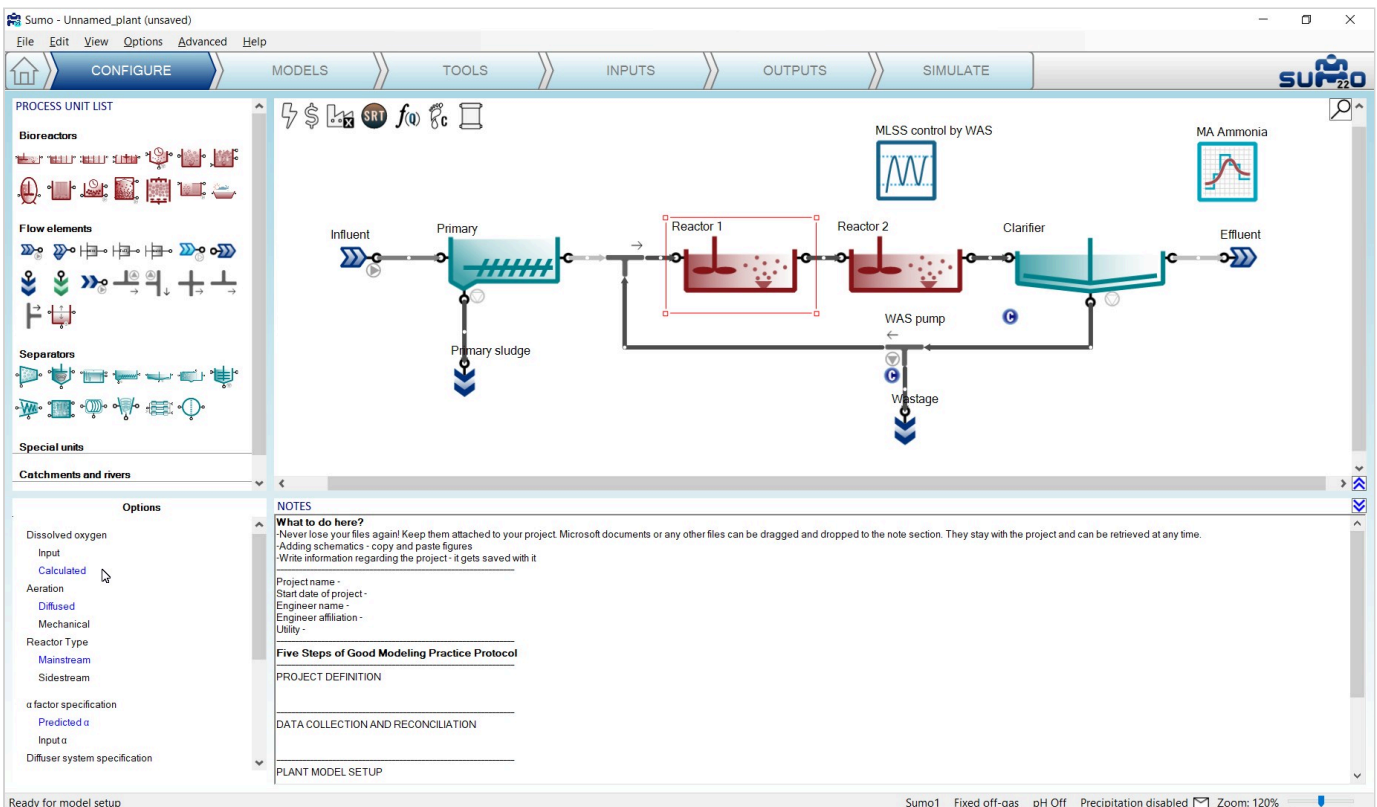 Sumo - Unnamed_plant (unsaved)
File Edit View Options Advanced Help
CONFIGURE MODELS TOOLS INPUTS OUTPUTS SIMULATE
SUMO 22
PROCESS UNIT LIST
Bioreactors
Flow elements
Separators
Special units
Catchments and rivers
$ SRT f(Q) c
MLSS control by WAS
MA Ammonia
Influent
Primary
Reactor 1
Reactor 2
Clarifier
Effluent
WAS pump
C
C
Primary sludge
Wastage
Options
Dissolved oxygen
Input
Calculated
Aeration
Diffused
Mechanical
Reactor Type
Mainstream
Sidestream
α factor specification
Predicted α
Input α
Diffuser system specification
NOTES
What to do here?
-Never lose your files again! Keep them attached to your project. Microsoft documents or any other files can be dragged and dropped to the note section. They stay with the project and can be retrieved at any time.
-Adding schematics - copy and paste figures
-Write information regarding the project - it gets saved with it
Project name -
Start date of project -
Engineer name -
Engineer affiliation -
Utility -
Five Steps of Good Modeling Practice Protocol
PROJECT DEFINITION
DATA COLLECTION AND RECONCILIATION
PLANT MODEL SETUP
Ready for model setup
Sumo1 Fixed off-gas pH Off Precipitation disabled Zoom: 120%